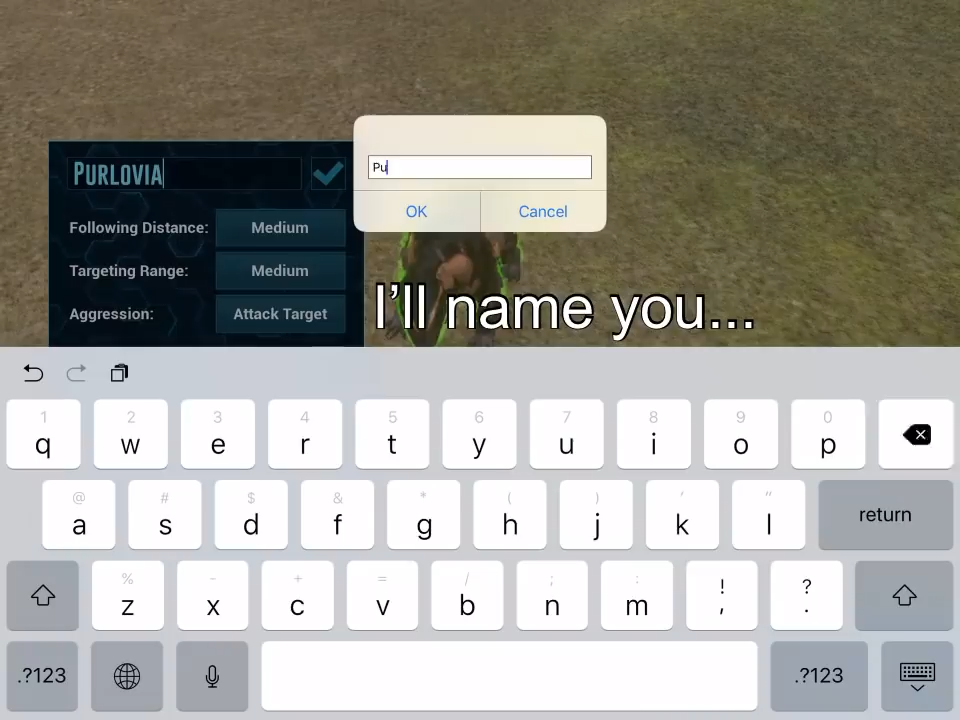 Pu
OK Cancel
PURLOVIA
Following Distance: Medium
Targeting Range: Medium
Aggression: Attack Target
I'll name you...
1 2 3 4 5 6 7 8 9 0
q w e r t y u i o p
@ # $ & * ( ) ' "
a s d f g h j k l return
% - + = / ; : ! ?
z x c v b n m , .
.?123 .?123